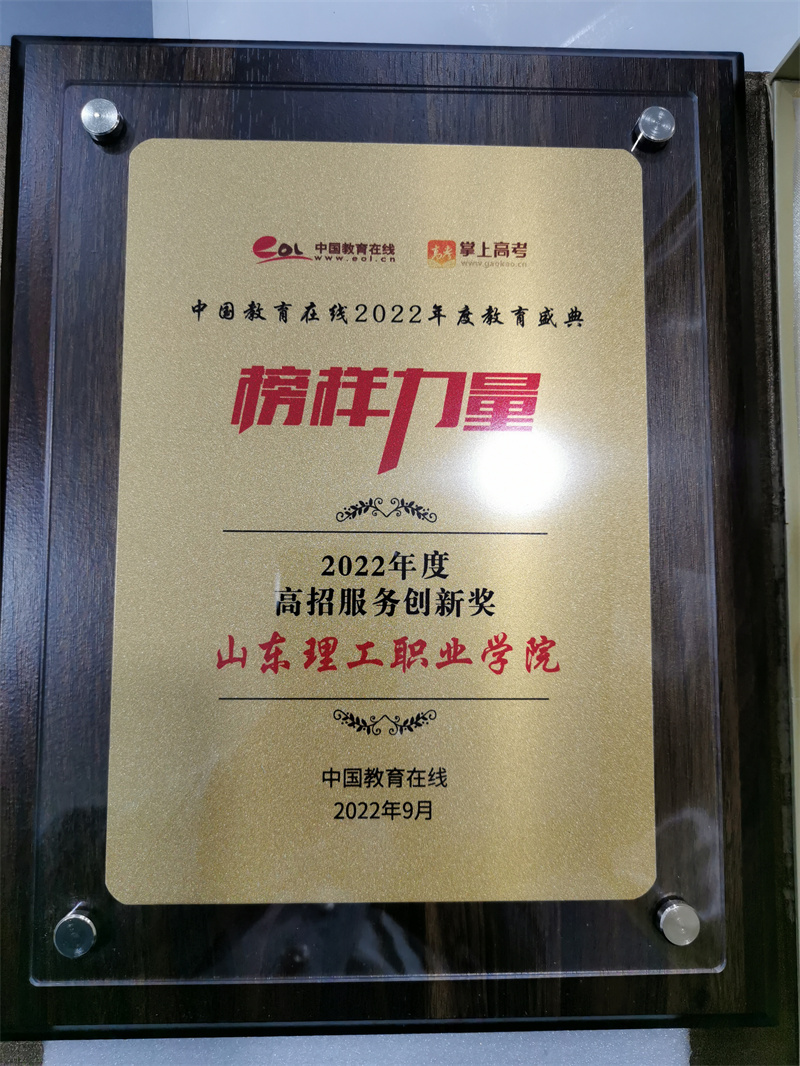 eoL 中国教育在线 高考 掌上高考
www.eol.cn www.gaokao.cn
中国教育在线2022年度教育盛典
榜样力量
2022年度
高招服务创新奖
山东理工职业学院
中国教育在线
2022年9月